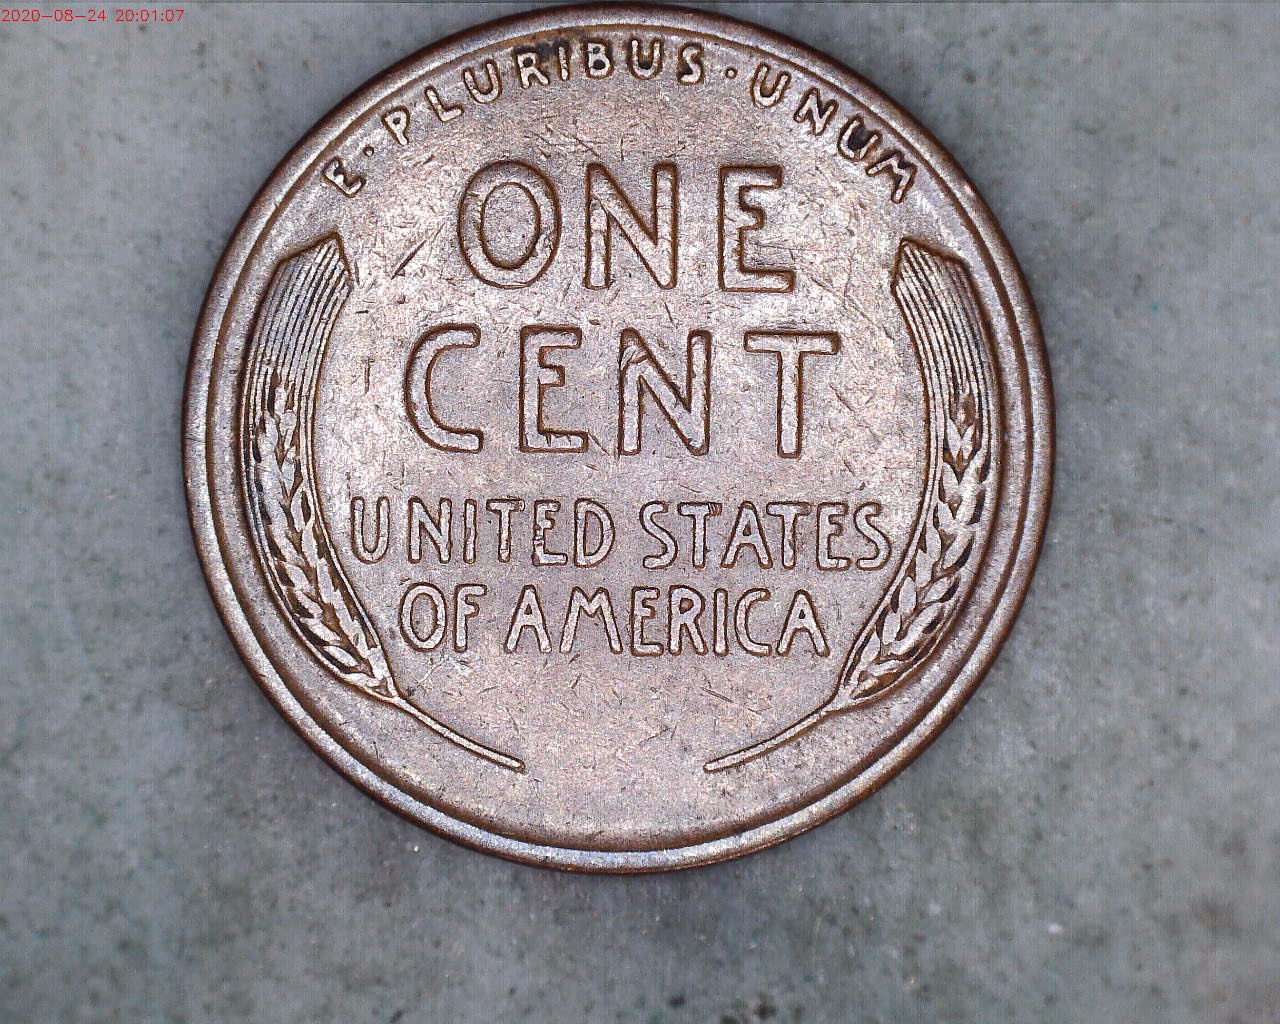 2020-08-24 20:01:07
E·PLURIBUS·UNUM
ONE
CENT
UNITED STATES
OF AMERICA